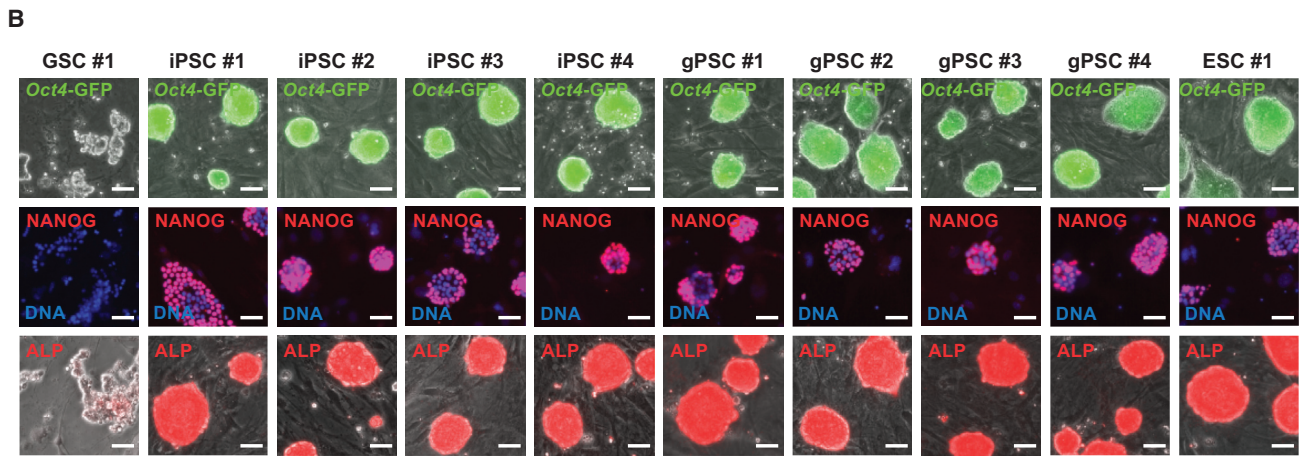 B
GSC #1 iPSC #1 iPSC #2 iPSC #3 iPSC #4 gPSC #1 gPSC #2 gPSC #3 gPSC #4 ESC #1
Oct4-GFP Oct4-GFP Oct4-GFP Oct4-GFP Oct4-GFP Oct4-GFP Oct4-GFP Oct4-GFP Oct4-GFP Oct4-GFP
NANOG NANOG NANOG NANOG NANOG NANOG NANOG NANOG NANOG NANOG
DNA DNA DNA DNA DNA DNA DNA DNA DNA DNA
ALP ALP ALP ALP ALP ALP ALP ALP ALP ALP